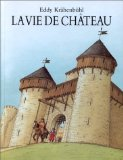 Eddy Krähenbühl
LA VIE DE CHÂTEAU